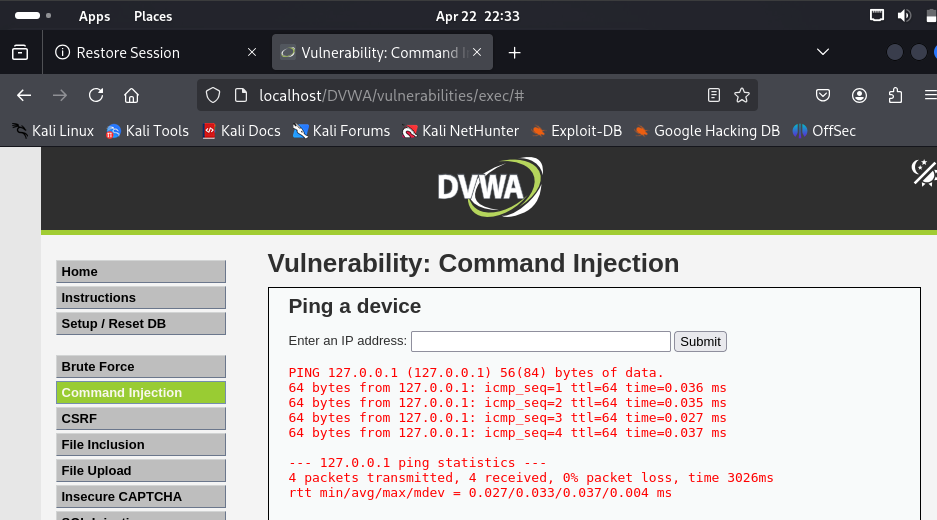 Apps Places Apr 22 22:33
Restore Session Vulnerability: Command
localhost/DVWA/vulnerabilities/exec/#
Kali Linux Kali Tools Kali Docs Kali Forums Kali NetHunter Exploit-DB Google Hacking DB OffSec
DVWA
Home
Instructions
Setup / Reset DB
Brute Force
Command Injection
CSRF
File Inclusion
File Upload
Insecure CAPTCHA
Vulnerability: Command Injection
Ping a device
Enter an IP address: Submit
PING 127.0.0.1 (127.0.0.1) 56(84) bytes of data.
64 bytes from 127.0.0.1: icmp_seq=1 ttl=64 time=0.036 ms
64 bytes from 127.0.0.1: icmp_seq=2 ttl=64 time=0.035 ms
64 bytes from 127.0.0.1: icmp_seq=3 ttl=64 time=0.027 ms
64 bytes from 127.0.0.1: icmp_seq=4 ttl=64 time=0.037 ms
--- 127.0.0.1 ping statistics ---
4 packets transmitted, 4 received, 0% packet loss, time 3026ms
rtt min/avg/max/mdev = 0.027/0.033/0.037/0.004 ms